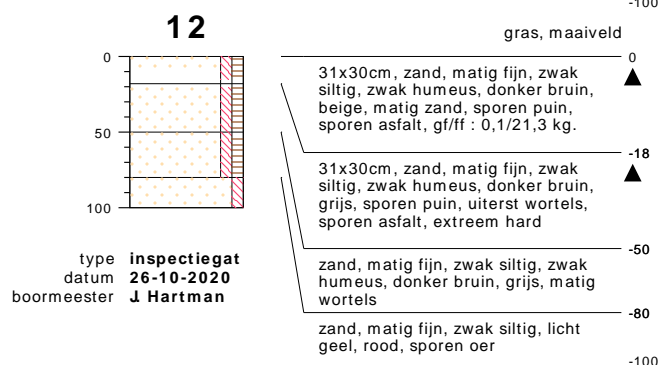 -100
12
gras, maaiveld
0
0
31x30cm, zand, matig fijn, zwak
siltig, zwak humeus, donker bruin,
beige, matig zand, sporen puin,
sporen asfalt, gf/ff : 0,1/21,3 kg.
50
-18
31x30cm, zand, matig fijn, zwak
siltig, zwak humeus, donker bruin,
grijs, sporen puin, uiterst wortels,
sporen asfalt, extreem hard
100
-50
zand, matig fijn, zwak siltig, zwak
humeus, donker bruin, grijs, matig
wortels
-80
zand, matig fijn, zwak siltig, licht
geel, rood, sporen oer
-100
type inspectiegat
datum 26-10-2020
boormeester J. Hartman